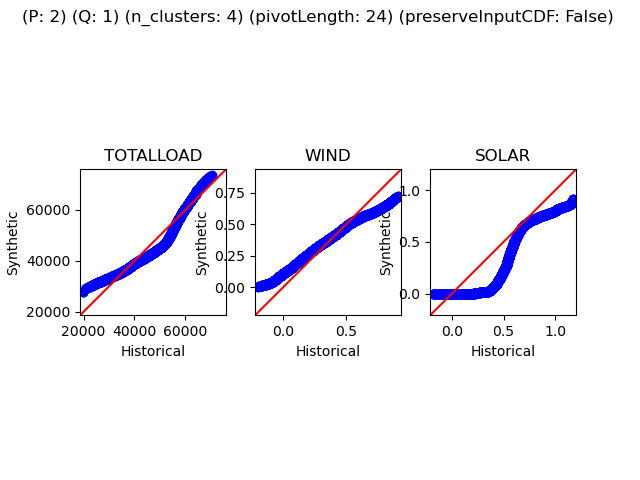 (P: 2) (Q: 1) (n_clusters: 4) (pivotLength: 24) (preserveInputCDF: False)
TOTALLOAD
WIND
SOLAR
Synthetic
60000
40000
20000
20000
40000
60000
Historical
Synthetic
0.75
0.50
0.25
0.00
0.0
0.5
Historical
Synthetic
1.0
0.5
0.0
0.0
0.5
1.0
Historical